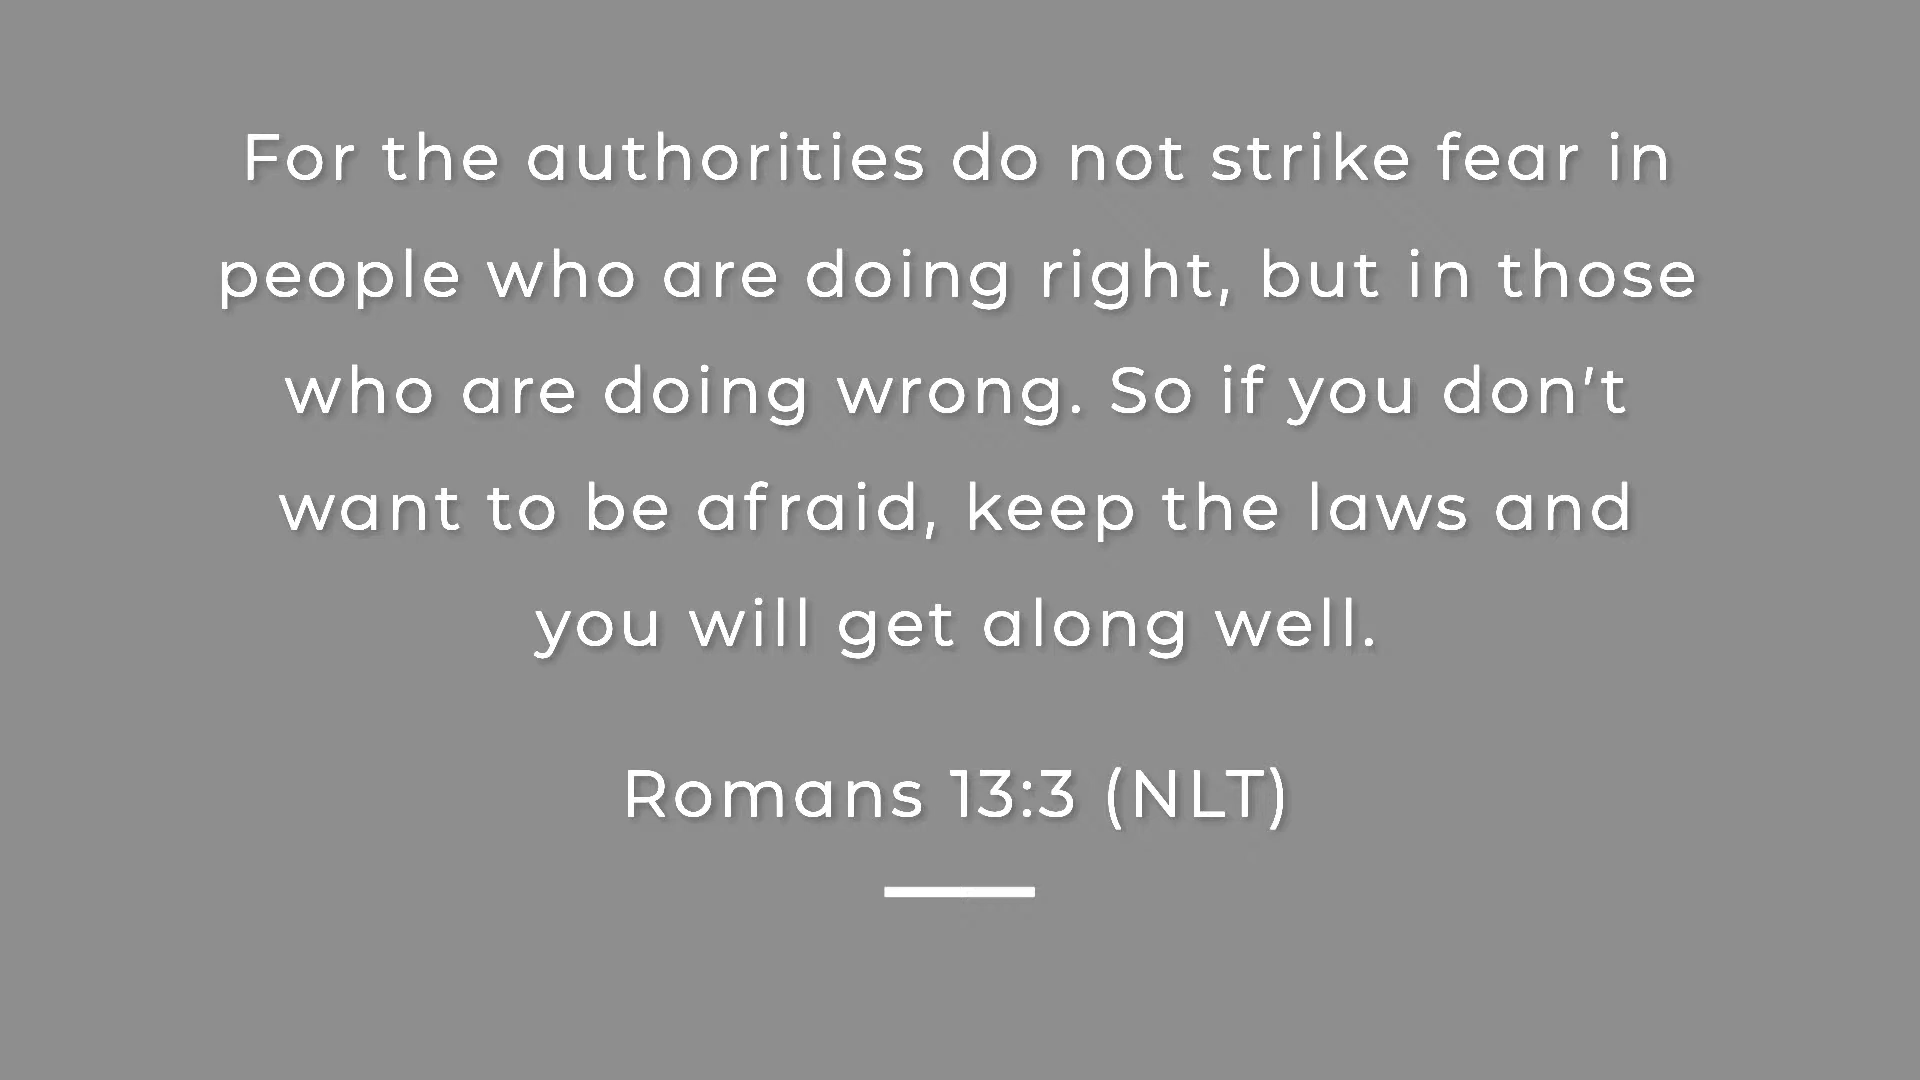 For the authorities do not strike fear in
people who are doing right, but in those
who are doing wrong. So if you don’t
want to be afraid, keep the laws and
you will get along well.
Romans 13:3 (NLT)